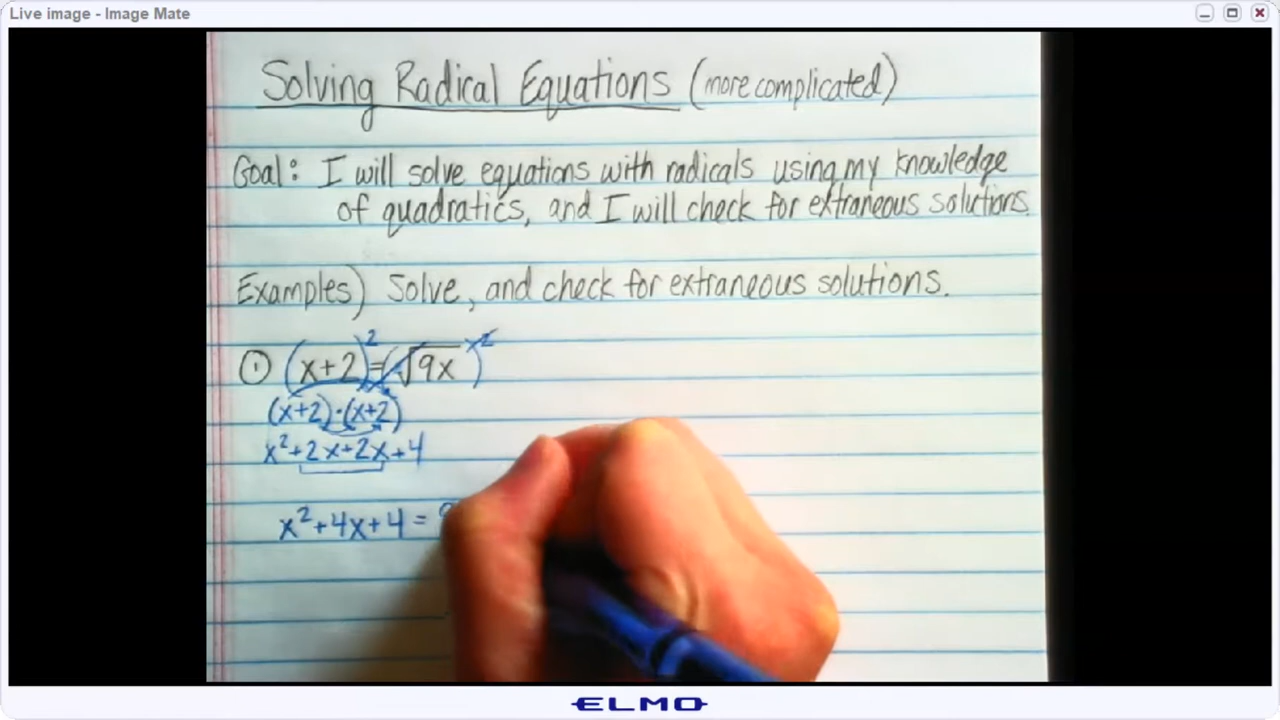 Live image - Image Mate
Solving Radical Equations (more complicated)
Goal: I will solve equations with radicals using my knowledge
of quadratics, and I will check for extraneous solutions.
Examples) Solve, and check for extraneous solutions.
① (x+2)² = (√9x)²
(x+2)·(x+2)
x²+2x+2x+4
x²+4x+4 =
ELMO